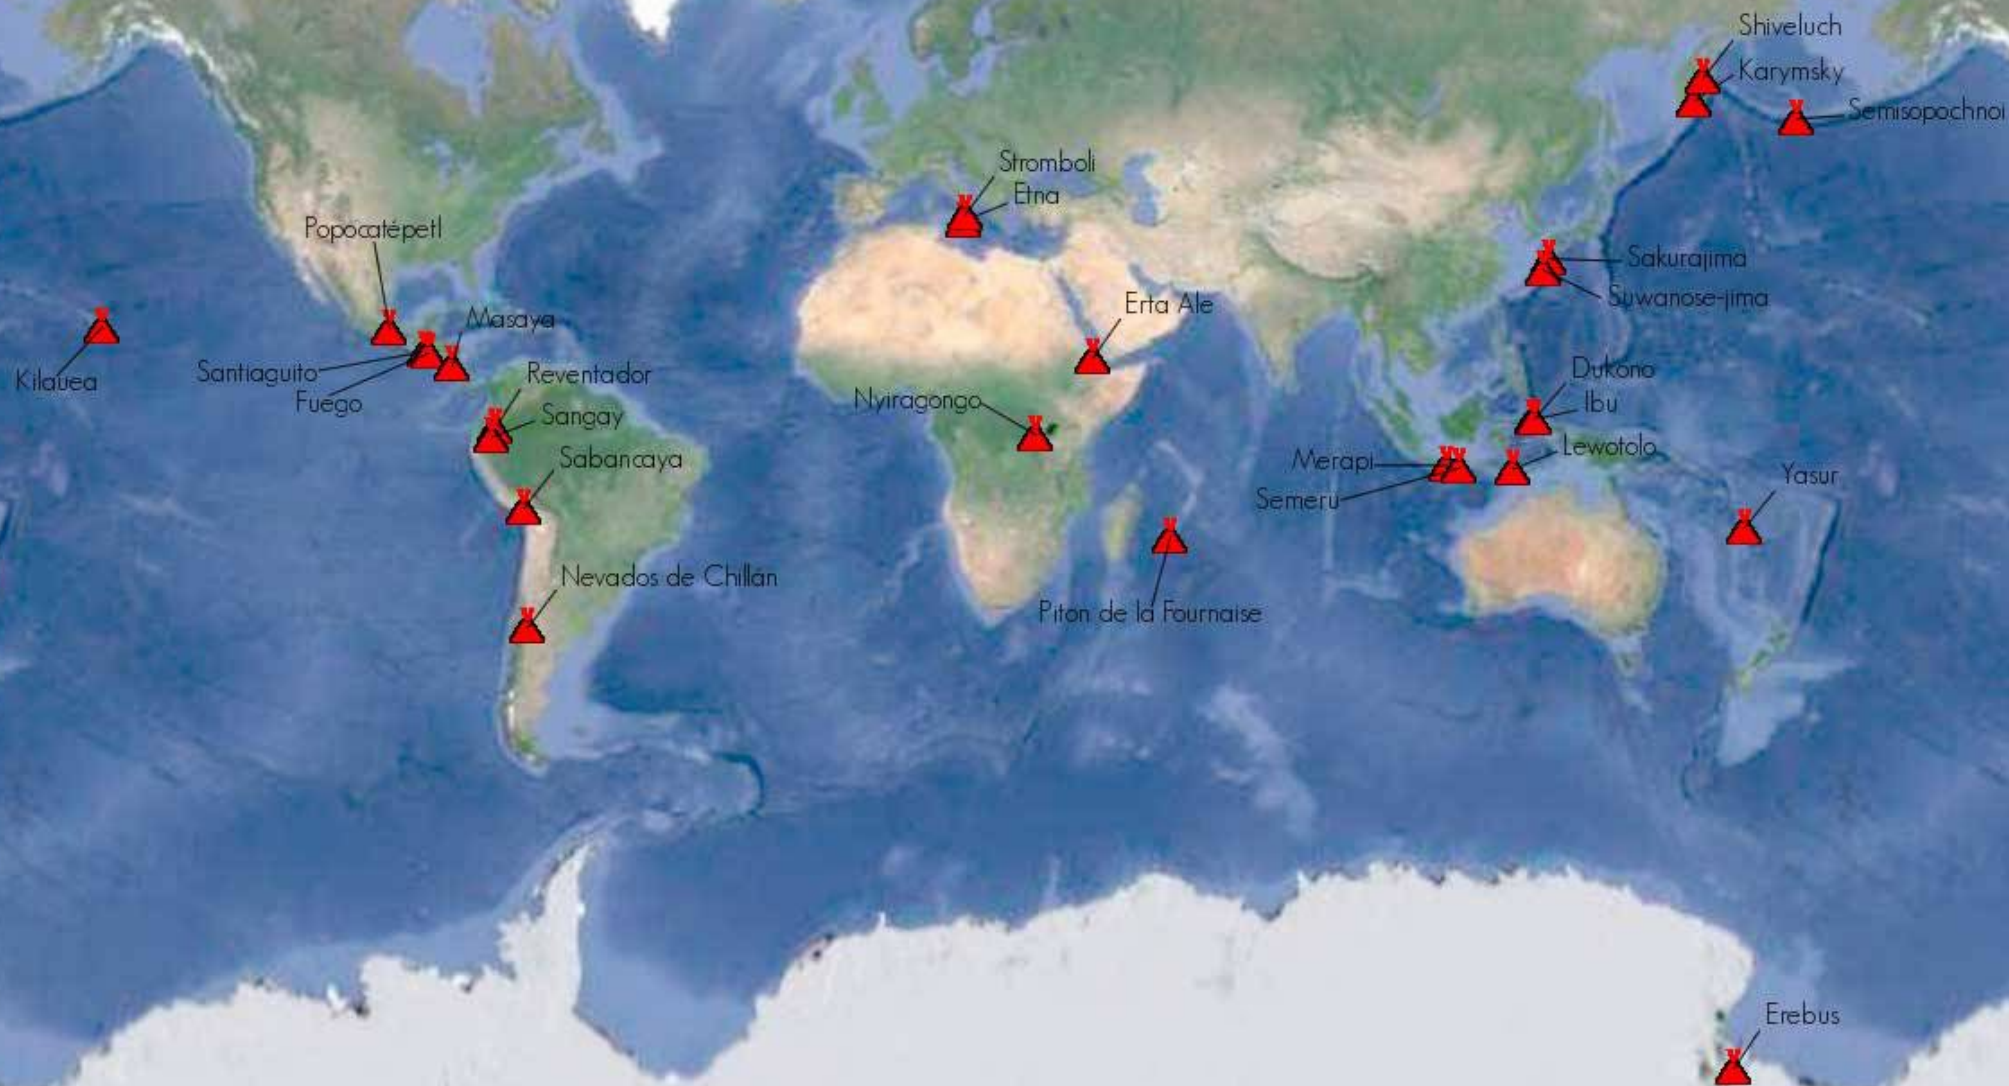 Shiveluch
Karymsky
Semisopochnoi
Stromboli
Etna
Popocatépetl
Sakurajima
Suwanose-jima
Erta Ale
Masaya
Kilauea
Santiaguito
Fuego
Reventador
Dukono
Nyiragongo
Ibu
Sangay
Lewotolo
Sabancaya
Merapi
Yasur
Semeru
Nevados de Chillán
Piton de la Fournaise
Erebus